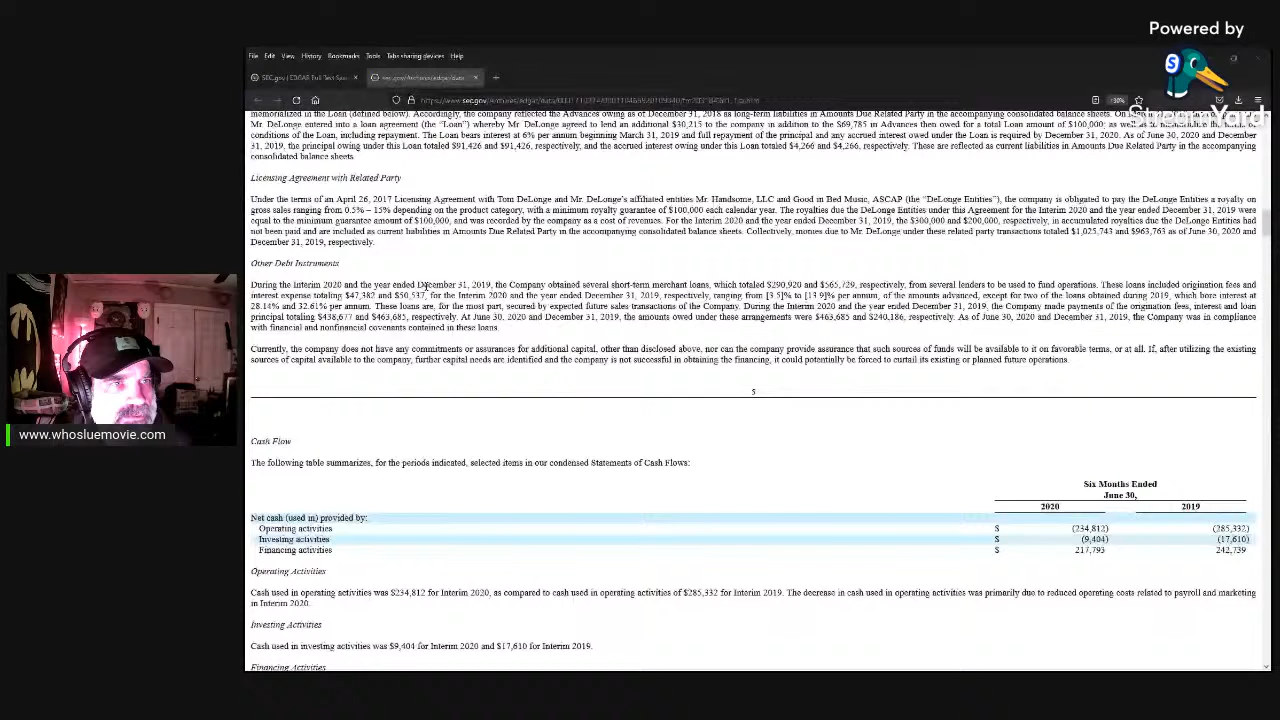 Powered by
StreamYard
File Edit View History Bookmarks Tools Tabs sharing devices Help
SEC.gov | EDGAR Full Text Sea
sec.gov/Archives/edgar/data
130%
memorialized in the Loan (defined below). Accordingly, the company reflected the Advances owing as of December 31, 2018 as long-term liabilities in Amounts Due Related Party in the accompanying consolidated balance sheets. On
Mr. DeLonge entered into a loan agreement (the "Loan") whereby Mr. DeLonge agreed to lend an additional $30,215 to the company in addition to the $69,785 in Advances then owed for a total Loan amount of $100,000; as well as
conditions of the Loan, including repayment. The Loan bears interest at 6% per annum beginning March 31, 2019 and full repayment of the principal and any accrued interest owed under the Loan is required by December 31, 2020. As of June 30, 2020 and December
31, 2019, the principal owing under this Loan totaled $91,426 and $91,426, respectively, and the accrued interest owed under the Loan totaled $4,266 and $4,266, respectively. These are reflected as current liabilities in Amounts Due Related Party in the accompanying
consolidated balance sheets
Licensing Agreement with Related Party
Under the terms of an April 26, 2017 Licensing Agreement with Tom DeLonge and Mr. DeLonge's affiliated entities Mr. Handsome, LLC and Good in Bed Music, ASCAP (the "DeLonge Entities"), the company is obligated to pay the DeLonge Entities a royalty on
gross sales ranging from 0.5% – 15% depending on the product category, with a minimum royalty guarantee of $100,000 each calendar year. The royalties due the DeLonge Entities under this Agreement for the Interim 2020 and the year ended December 31, 2019 were
equal to the minimum guarantee amount of $100,000, and was recorded by the company as a cost of revenues. For the Interim 2020 and the year ended December 31, 2019, the $300,000 and $200,000, respectively, in accumulated royalties due the DeLonge Entities had
not been paid and are included as current liabilities in Amounts Due Related Party in the accompanying consolidated balance sheets. Collectively, monies due to Mr. DeLonge under these related party transactions totaled $1,025,743 and $963,763 as of June 30, 2020 and
December 31, 2019, respectively.
Other Debt Instruments
During the Interim 2020 and the year ended December 31, 2019, the Company obtained several short-term merchant loans, which totaled $290,920 and $565,729, respectively, from several lenders to be used to fund operations. These loans included origination fees and
interest expense totaling $47,382 and $50,537, for the Interim 2020 and the year ended December 31, 2019, respectively, ranging from [3.5]% to [13.9]% per annum, of the amounts advanced, except for two of the loans obtained during 2019, which bore interest at
28.14% and 32.61% per annum. These loans are, for the most part, secured by expected future sales transactions of the Company. During the Interim 2020 and the year ended December 31, 2019, the Company made payments of the origination fees, interest and loan
principal totaling $438,677 and $463,685, respectively. At June 30, 2020 and December 31, 2019, the amounts owed under these arrangements were $463,685 and $240,186, respectively. As of June 30, 2020 and December 31, 2019, the Company was in compliance
with financial and nonfinancial covenants contained in these loans.
Currently, the company does not have any commitments or assurances for additional capital, other than disclosed above, nor can the company provide assurance that such sources of funds will be available to it on favorable terms, or at all. If, after utilizing the existing
sources of capital available to the company, further capital needs are identified and the company is not successful in obtaining the financing, it could potentially be forced to curtail its existing or planned future operations.
5
Cash Flow
The following table summarizes, for the periods indicated, selected items in our condensed Statements of Cash Flows:
Six Months Ended
June 30,
2020 2019
Net cash (used in) provided by:
Operating activities $ (234,812) (285,332)
Investing activities $ (9,404) (17,610)
Financing activities $ 217,793 242,739
Operating Activities
Cash used in operating activities was $234,812 for Interim 2020, as compared to cash used in operating activities of $285,332 for Interim 2019. The decrease in cash used in operating activities was primarily due to reduced operating costs related to payroll and marketing
in Interim 2020.
Investing Activities
Cash used in investing activities was $9,404 for Interim 2020 and $17,610 for Interim 2019.
Financing Activities
www.whosluemovie.com